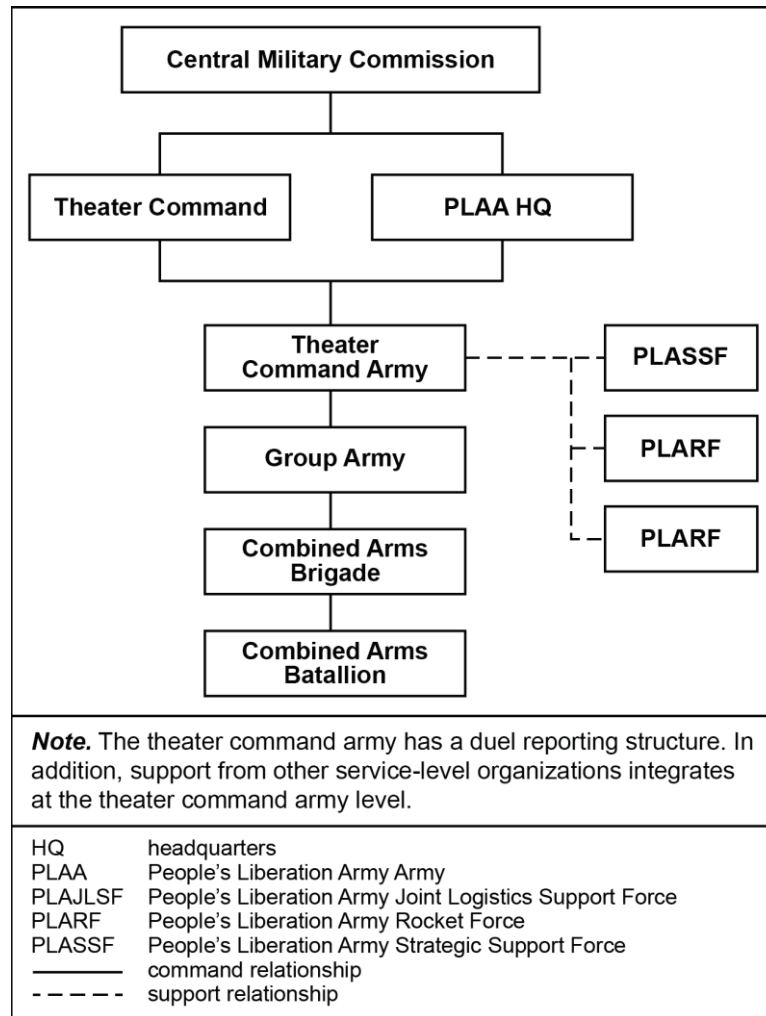 Central Military Commission
Theater Command
PLAA HQ
Theater
Command Army
PLASSF
Group Army
PLARF
Combined Arms
Brigade
PLARF
Combined Arms
Batallion
Note. The theater command army has a duel reporting structure. In
addition, support from other service-level organizations integrates
at the theater command army level.
HQ headquarters
PLAA People's Liberation Army Army
PLAJLSF People's Liberation Army Joint Logistics Support Force
PLARF People's Liberation Army Rocket Force
PLASSF People's Liberation Army Strategic Support Force
command relationship
support relationship